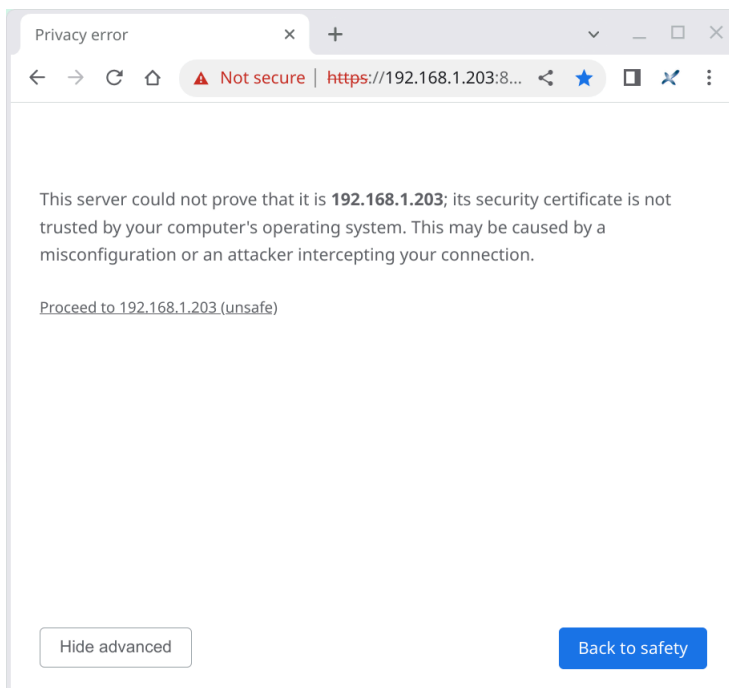 Privacy error
Not secure | https://192.168.1.203:8...
This server could not prove that it is 192.168.1.203; its security certificate is not
trusted by your computer's operating system. This may be caused by a
misconfiguration or an attacker intercepting your connection.
Proceed to 192.168.1.203 (unsafe)
Hide advanced
Back to safety